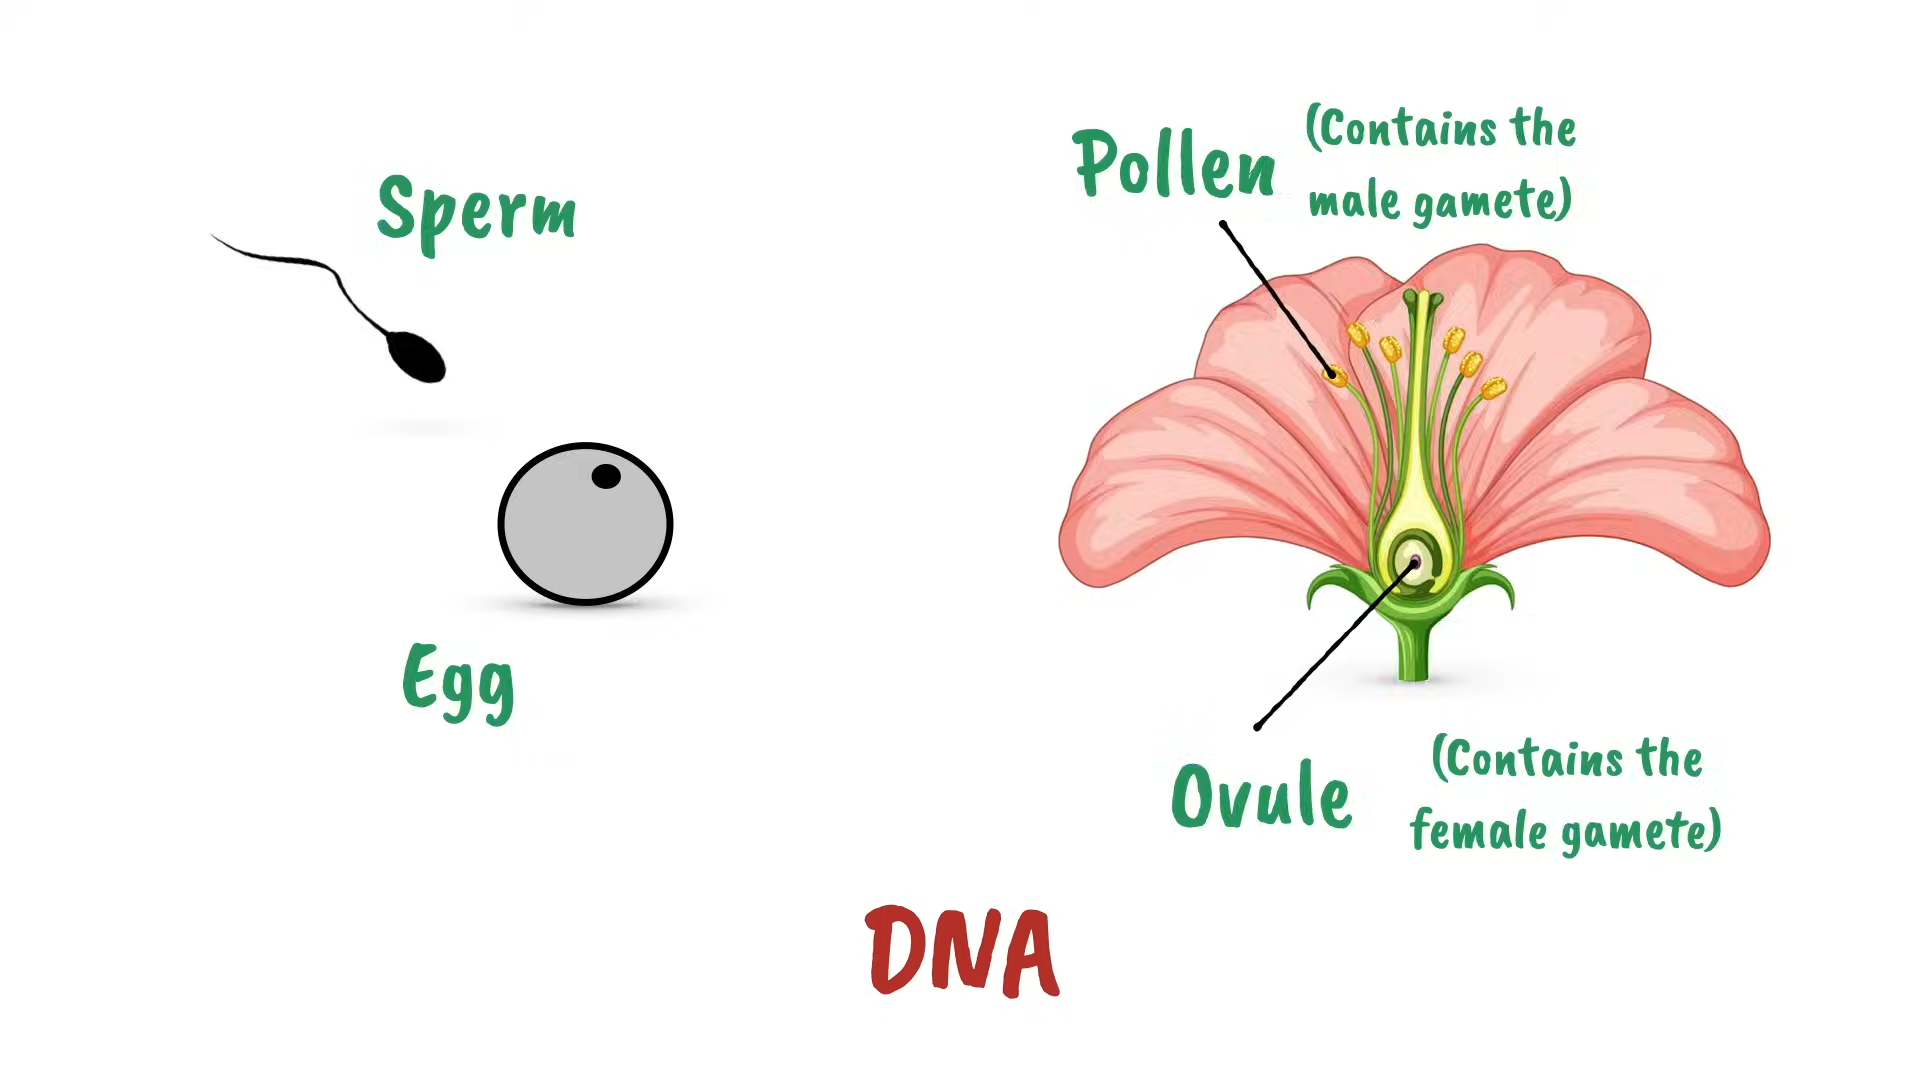 Sperm
Egg
Pollen
(Contains the
male gamete)
Ovule
(Contains the
female gamete)
DNA